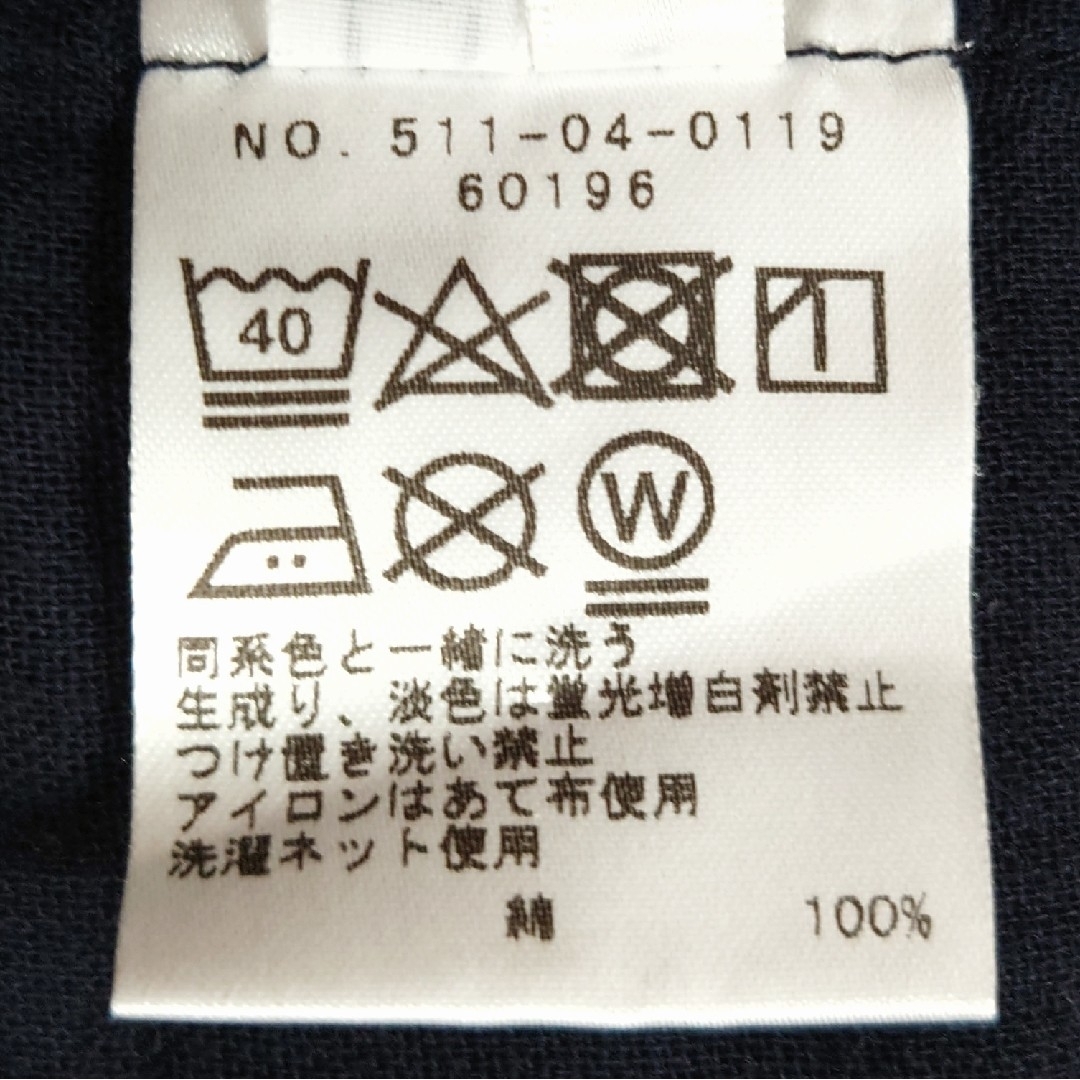 NO. 511-04-0119
60196
40
W
同系色と一緒に洗う
生成り、淡色は蛍光増白剤禁止
つけ置き洗い禁止
アイロンはあて布使用
洗濯ネット使用
綿 100%